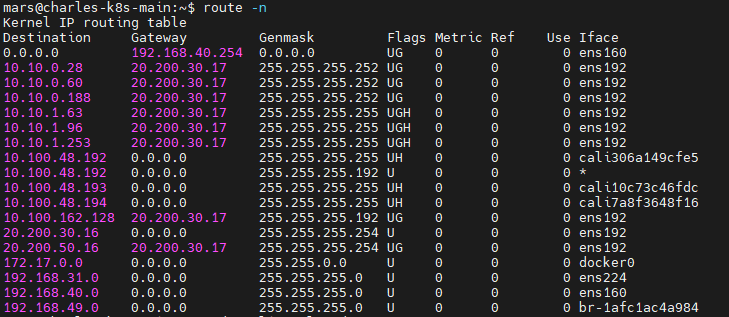 mars@charles-k8s-main:~$ route -n
Kernel IP routing table
Destination     Gateway         Genmask         Flags Metric Ref    Use Iface
0.0.0.0         192.168.40.254  0.0.0.0         UG    0      0        0 ens160
10.10.0.28      20.200.30.17    255.255.255.252 UG    0      0        0 ens192
10.10.0.60      20.200.30.17    255.255.255.252 UG    0      0        0 ens192
10.10.0.188     20.200.30.17    255.255.255.252 UG    0      0        0 ens192
10.10.1.63      20.200.30.17    255.255.255.255 UGH   0      0        0 ens192
10.10.1.96      20.200.30.17    255.255.255.255 UGH   0      0        0 ens192
10.10.1.253     20.200.30.17    255.255.255.255 UGH   0      0        0 ens192
10.100.48.192   0.0.0.0         255.255.255.255 UH    0      0        0 cali306a149cfe5
10.100.48.192   0.0.0.0         255.255.255.192 U     0      0        0 *
10.100.48.193   0.0.0.0         255.255.255.255 UH    0      0        0 cali10c73c46fdc
10.100.48.194   0.0.0.0         255.255.255.255 UH    0      0        0 cali7a8f3648f16
10.100.162.128  20.200.30.17    255.255.255.192 UG    0      0        0 ens192
20.200.30.16    0.0.0.0         255.255.255.254 U     0      0        0 ens192
20.200.50.16    20.200.30.17    255.255.255.254 UG    0      0        0 ens192
172.17.0.0      0.0.0.0         255.255.0.0     U     0      0        0 docker0
192.168.31.0    0.0.0.0         255.255.255.0   U     0      0        0 ens224
192.168.40.0    0.0.0.0         255.255.255.0   U     0      0        0 ens160
192.168.49.0    0.0.0.0         255.255.255.0   U     0      0        0 br-1afc1ac4a984